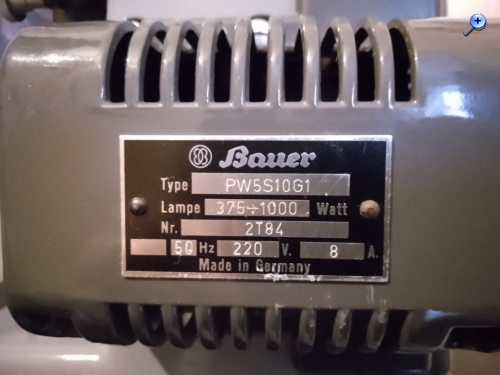 Bauer
Type PW5S10G1
Lampe 375÷1000 Watt
Nr. 2T84
50 Hz 220 V. 8 A.
Made in Germany